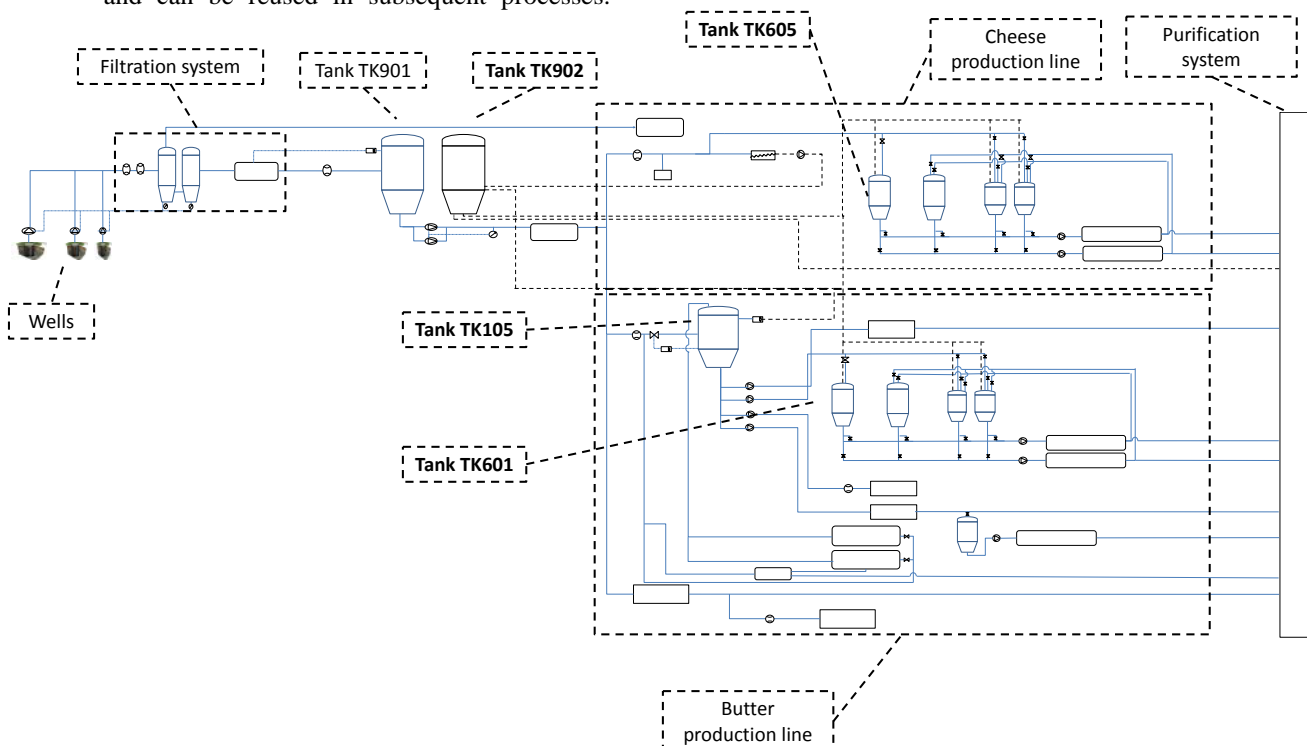 and can be reused in subsequent processes.
Tank TK605
Cheese
production line
Purification
system
Filtration system
Tank TK901
Tank TK902
Wells
Tank TK105
Tank TK601
Butter
production line